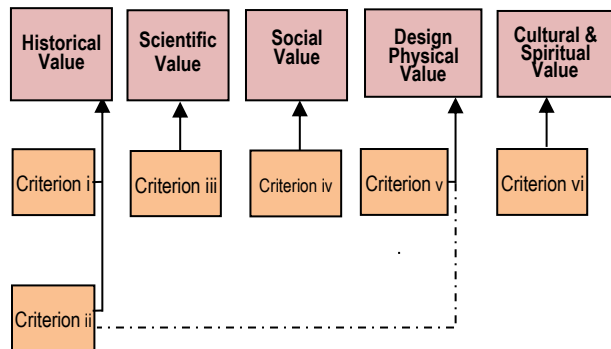 Historical
Value
Scientific
Value
Social
Value
Design
Physical
Value
Cultural &
Spiritual
Value
Criterion i
Criterion iii
Criterion iv
Criterion v
Criterion vi
Criterion ii